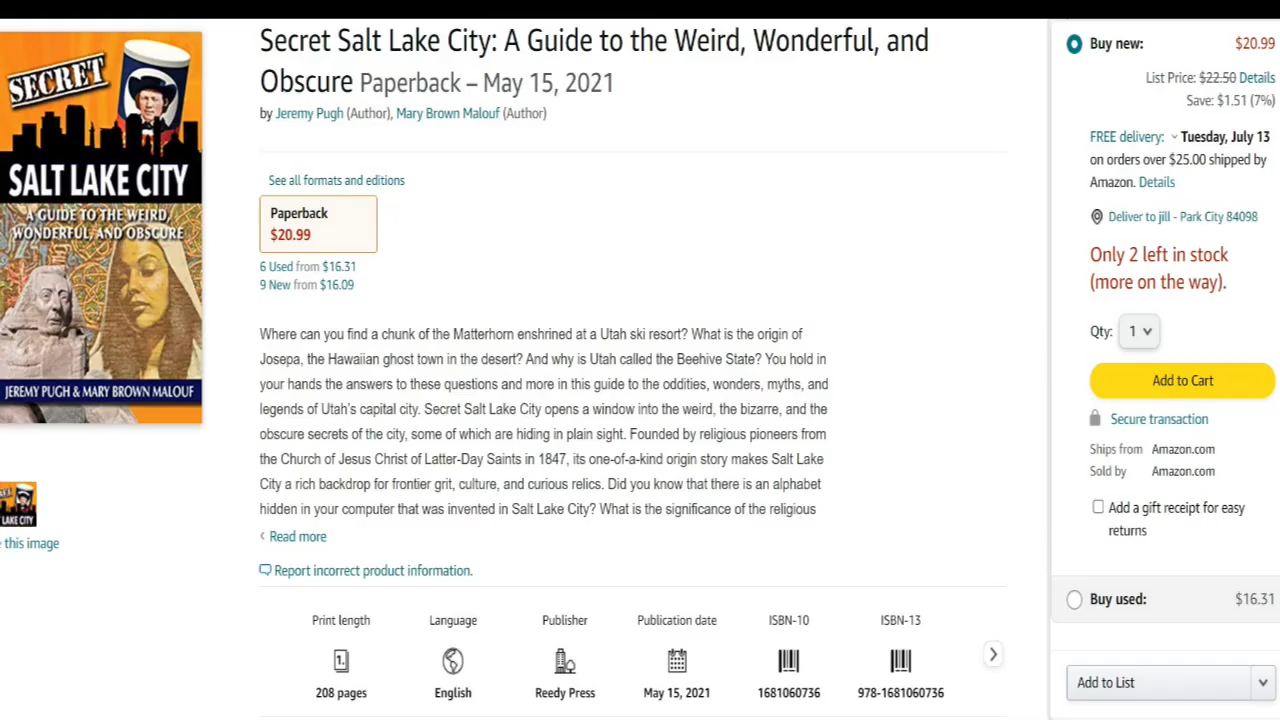 SECRET
SALT LAKE CITY
A GUIDE TO THE WEIRD,
WONDERFUL, AND OBSCURE
JEREMY PUGH & MARY BROWN MALOUF
LAKE CITY
this image
Secret Salt Lake City: A Guide to the Weird, Wonderful, and
Obscure Paperback – May 15, 2021
by Jeremy Pugh (Author), Mary Brown Malouf (Author)
See all formats and editions
Paperback
$20.99
6 Used from $16.31
9 New from $16.09
Where can you find a chunk of the Matterhorn enshrined at a Utah ski resort? What is the origin of
Josepa, the Hawaiian ghost town in the desert? And why is Utah called the Beehive State? You hold in
your hands the answers to these questions and more in this guide to the oddities, wonders, myths, and
legends of Utah's capital city. Secret Salt Lake City opens a window into the weird, the bizarre, and the
obscure secrets of the city, some of which are hiding in plain sight. Founded by religious pioneers from
the Church of Jesus Christ of Latter-Day Saints in 1847, its one-of-a-kind origin story makes Salt Lake
City a rich backdrop for frontier grit, culture, and curious relics. Did you know that there is an alphabet
hidden in your computer that was invented in Salt Lake City? What is the significance of the religious
Read more
Report incorrect product information.
Print length
Language
Publisher
Publication date
ISBN-10
ISBN-13
1.
208 pages
English
Reedy Press
May 15, 2021
1681060736
978-1681060736
Buy new: $20.99
List Price: $22.50 Details
Save: $1.51 (7%)
FREE delivery: Tuesday, July 13
on orders over $25.00 shipped by
Amazon. Details
Deliver to jill - Park City 84098
Only 2 left in stock
(more on the way).
Qty: 1
Add to Cart
Secure transaction
Ships from Amazon.com
Sold by Amazon.com
Add a gift receipt for easy
returns
Buy used: $16.31
Add to List